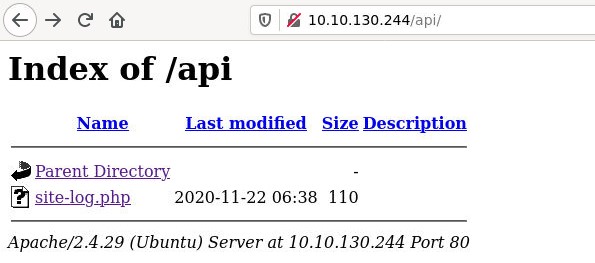 10.10.130.244/api/
Index of /api
Name Last modified Size Description
Parent Directory -
site-log.php 2020-11-22 06:38 110
Apache/2.4.29 (Ubuntu) Server at 10.10.130.244 Port 80